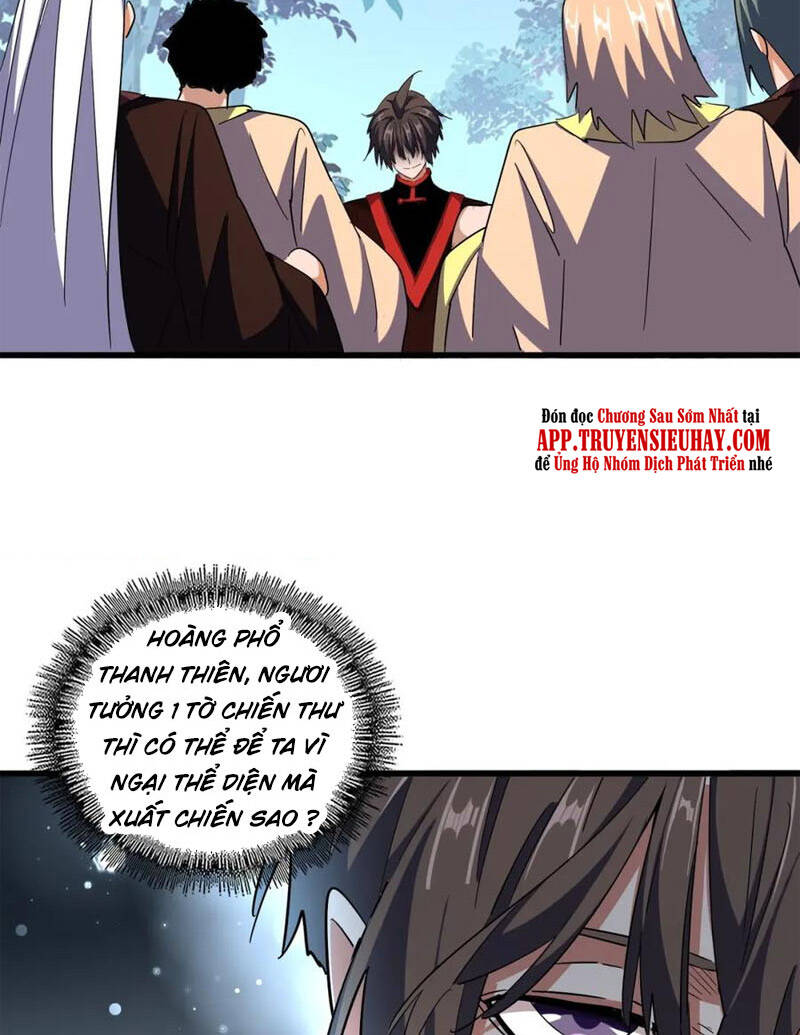 Đón đọc Chương Sau Sớm Nhất tại
APP.TRUYENSIEUHAY.COM
để Ủng Hộ Nhóm Dịch Phát Triển nhé
HOÀNG PHỔ
THANH THIÊN, NGƯƠI
TƯỞNG 1 TỜ CHIẾN THƯ
THÌ CÓ THỂ ĐỂ TA VÌ
NGẠI THỂ DIỆN MÀ
XUẤT CHIẾN SAO ?